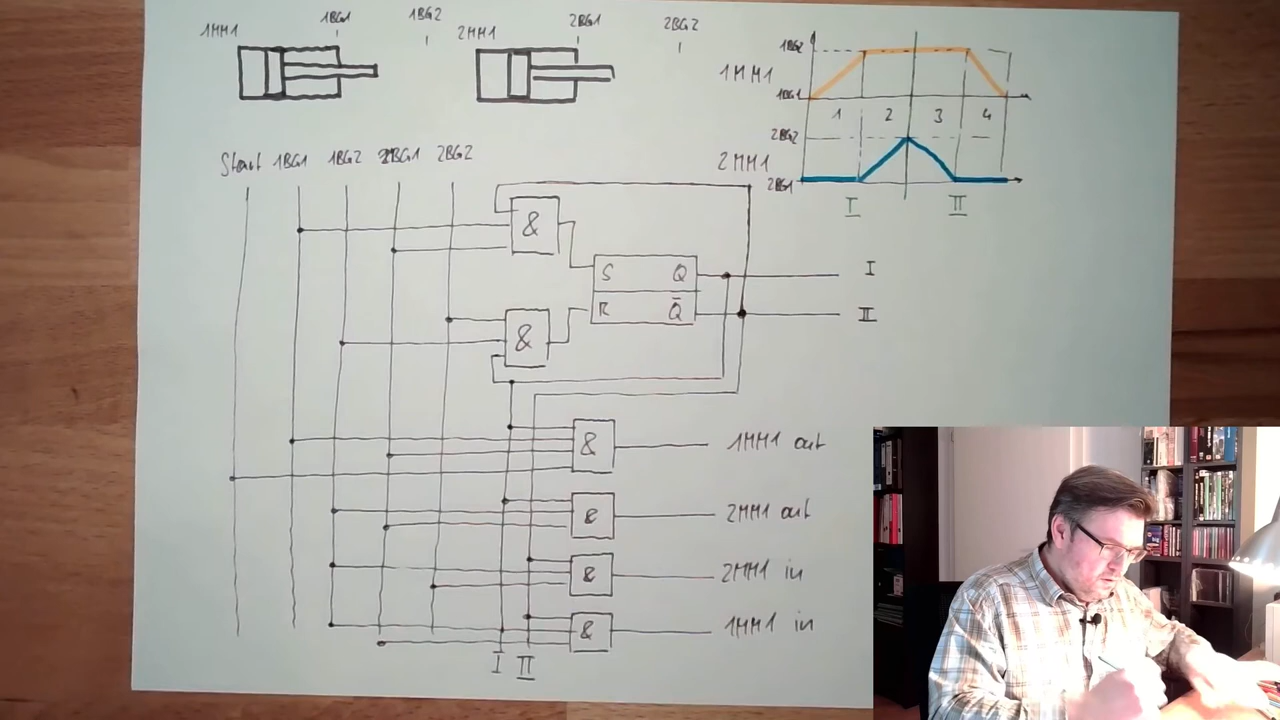 1MM1 1BG1 1BG2
2MM1 2BG1 2BG2
1MM1 1BG2
1BG1
1 2 3 4
2MM1 2BG2
2BG1
I II
Start 1BG1 1BG2 2BG1 2BG2
&
S Q I
R Q̄ II
&
& 1MM1 out
& 2MM1 out
& 2MM1 in
& 1MM1 in
I II